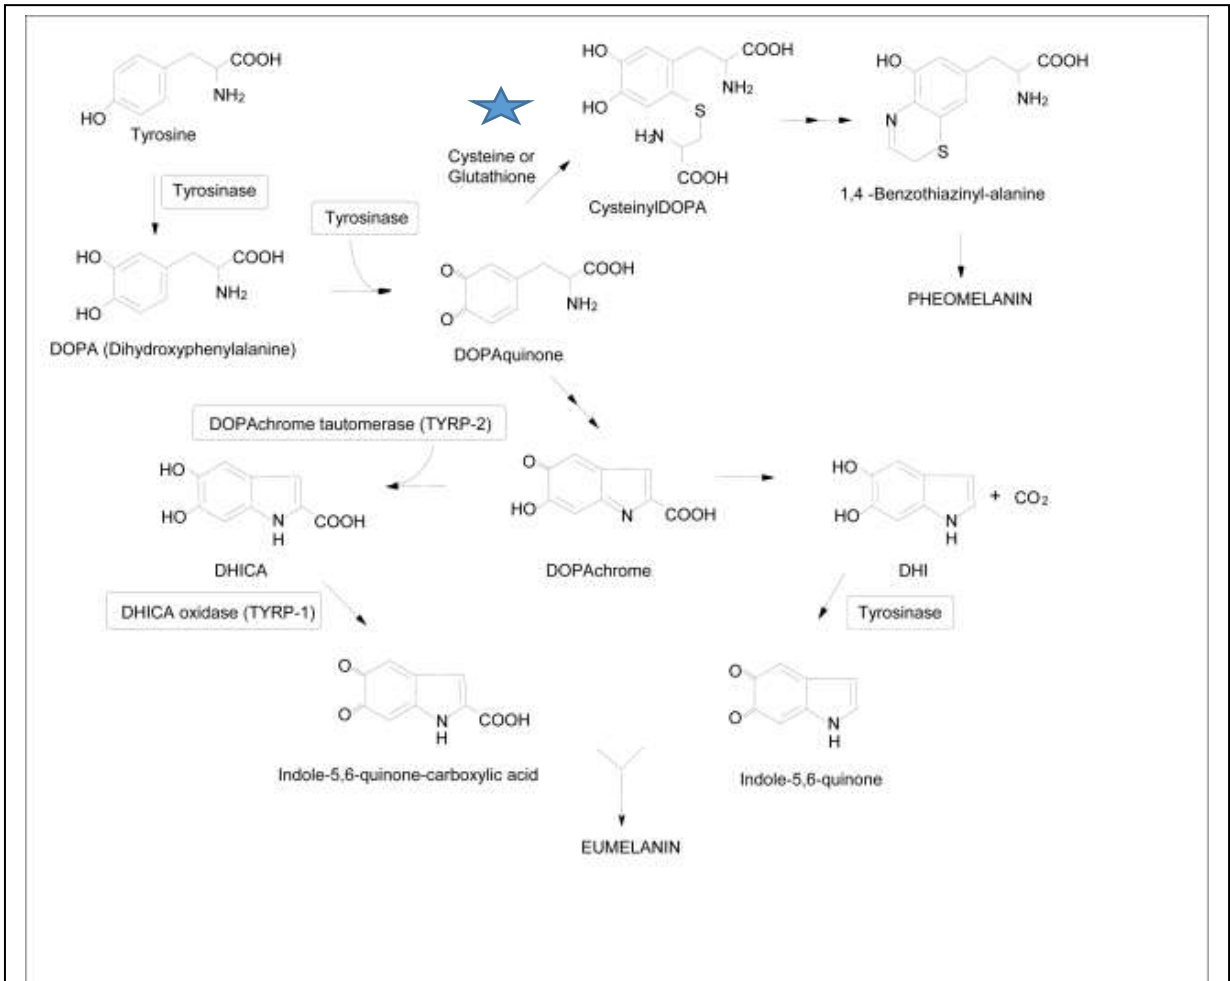 COOH
NH2
HO
Tyrosine
Tyrosinase
HO
HO
COOH
NH2
DOPA (Dihydroxyphenylalanine)
Tyrosinase
Cysteine or
Glutathione
HO
HO
COOH
NH2
S
H2N
COOH
CysteinylDOPA
HO
COOH
NH2
N
S
1,4 -Benzothiazinyl-alanine
PHEOMELANIN
O
O
COOH
NH2
DOPAquinone
DOPAchrome tautomerase (TYRP-2)
HO
HO
N
H
COOH
DHICA
O
HO
N
COOH
DOPAchrome
HO
HO
N
H
+ CO2
DHI
DHICA oxidase (TYRP-1)
Tyrosinase
O
O
N
H
COOH
Indole-5,6-quinone-carboxylic acid
O
O
N
H
Indole-5,6-quinone
EUMELANIN